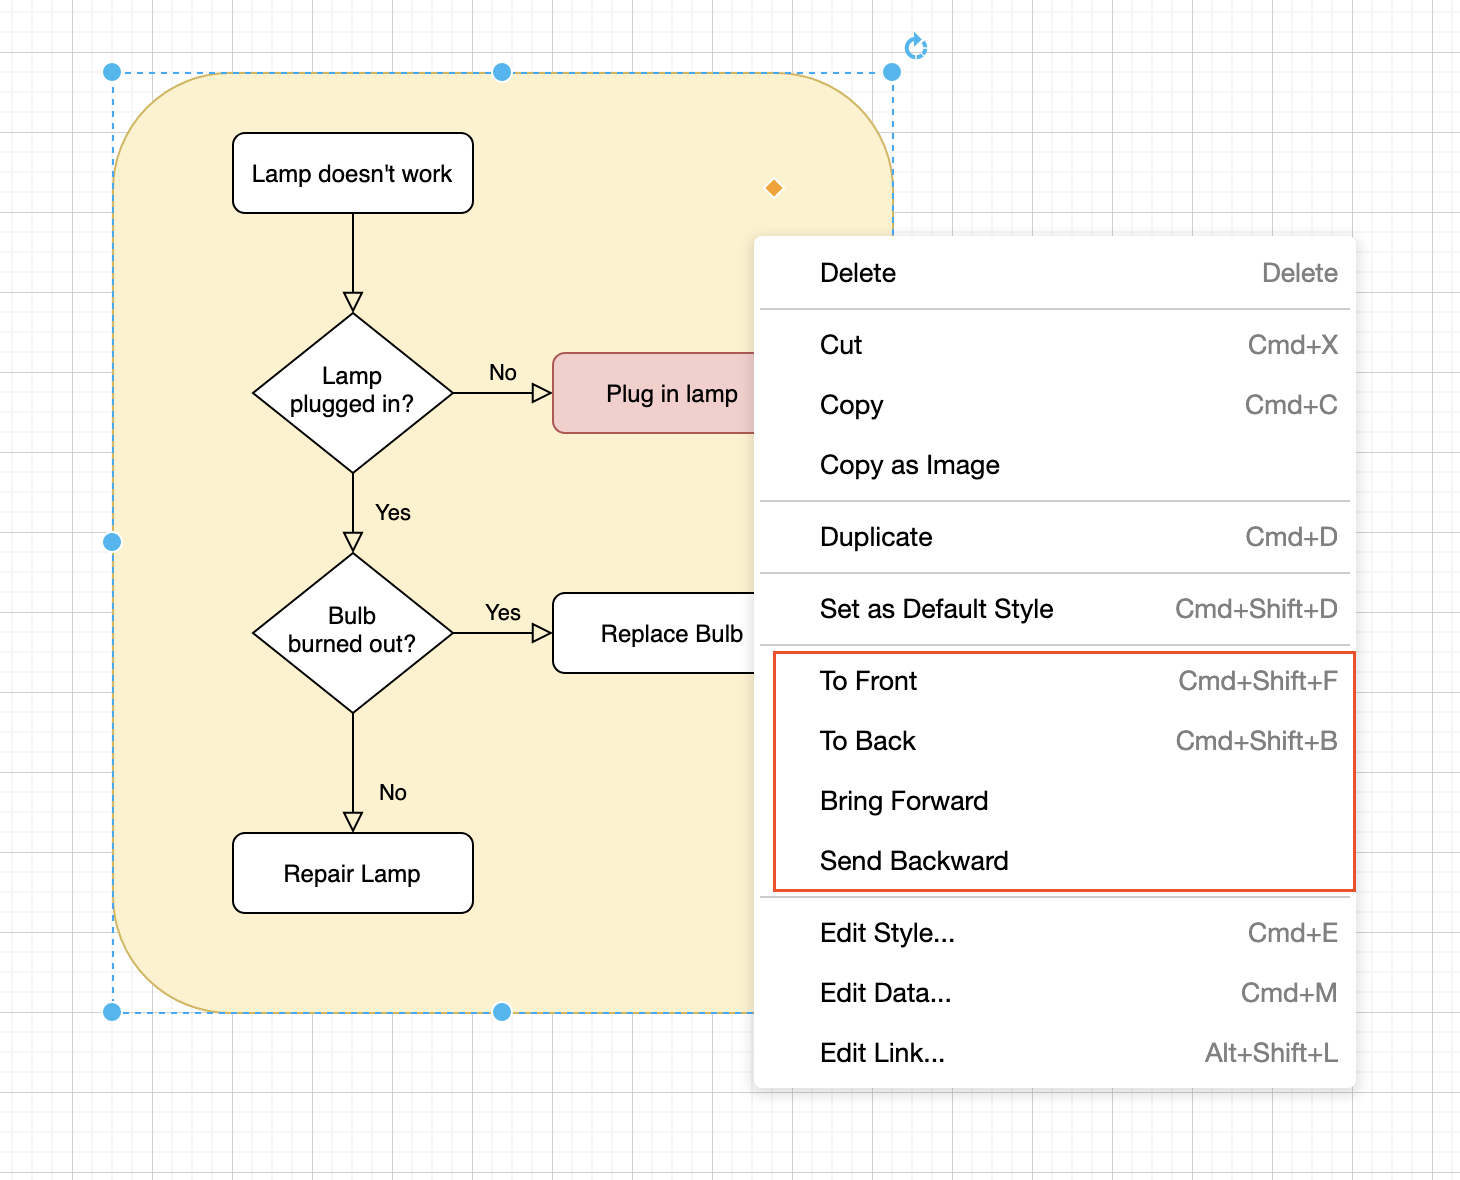 Lamp doesn't work
Lamp
plugged in?
No
Plug in lamp
Yes
Bulb
burned out?
Yes
Replace Bulb
No
Repair Lamp
Delete Delete
Cut Cmd+X
Copy Cmd+C
Copy as Image
Duplicate Cmd+D
Set as Default Style Cmd+Shift+D
To Front Cmd+Shift+F
To Back Cmd+Shift+B
Bring Forward
Send Backward
Edit Style... Cmd+E
Edit Data... Cmd+M
Edit Link... Alt+Shift+L